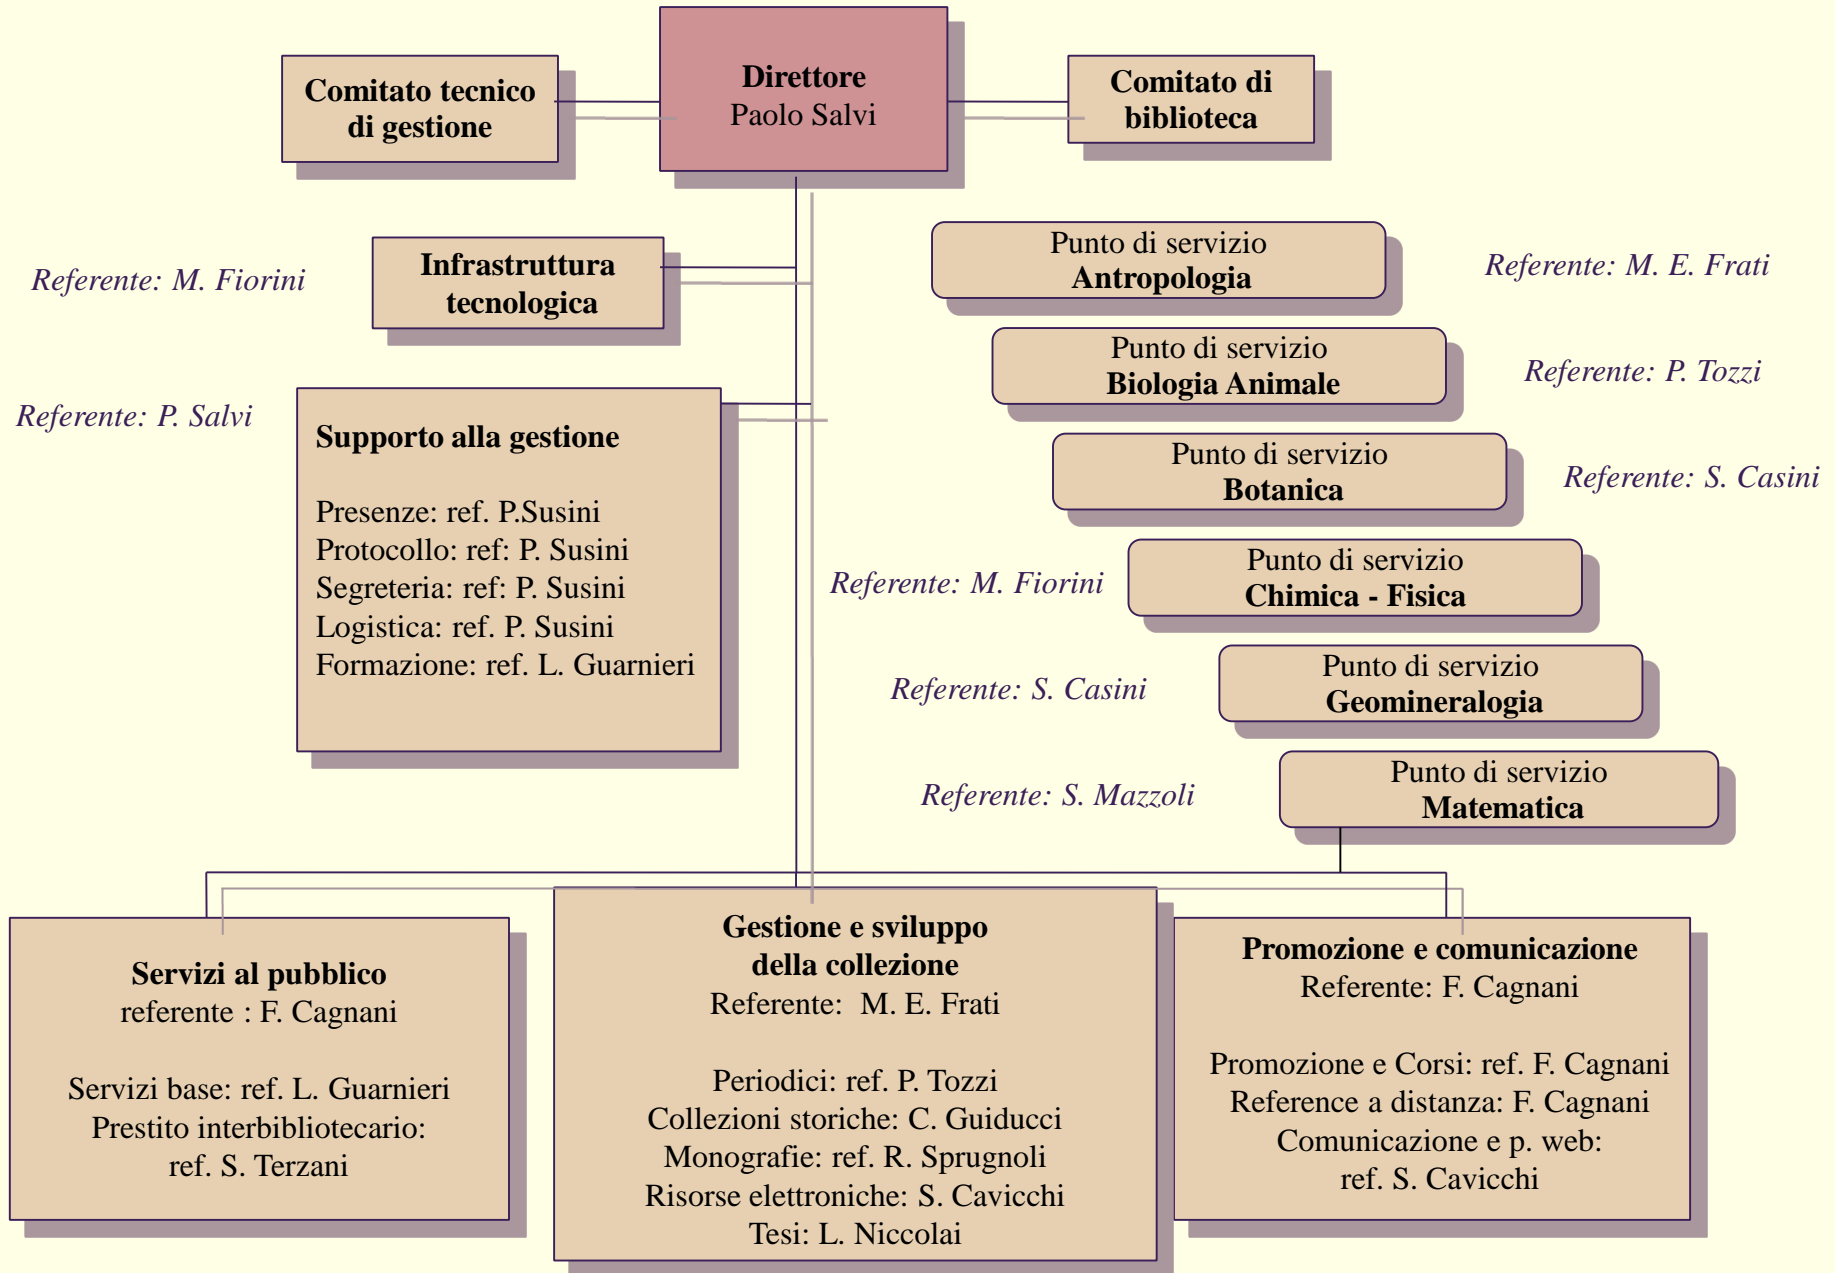 Direttore
Paolo Salvi
Comitato tecnico
di gestione
Comitato di
biblioteca
Referente: M. Fiorini
Infrastruttura
tecnologica
Punto di servizio
Antropologia
Referente: M. E. Frati
Punto di servizio
Biologia Animale
Referente: P. Tozzi
Referente: P. Salvi
Supporto alla gestione
Presenze: ref. P.Susini
Protocollo: ref: P. Susini
Segreteria: ref: P. Susini
Logistica: ref. P. Susini
Formazione: ref. L. Guarnieri
Punto di servizio
Botanica
Referente: S. Casini
Referente: M. Fiorini
Punto di servizio
Chimica - Fisica
Referente: S. Casini
Punto di servizio
Geomineralogia
Referente: S. Mazzoli
Punto di servizio
Matematica
Servizi al pubblico
referente : F. Cagnani
Servizi base: ref. L. Guarnieri
Prestito interbibliotecario:
ref. S. Terzani
Gestione e sviluppo
della collezione
Referente:  M. E. Frati
Periodici: ref. P. Tozzi
Collezioni storiche: C. Guiducci
Monografie: ref. R. Sprugnoli
Risorse elettroniche: S. Cavicchi
Tesi: L. Niccolai
Promozione e comunicazione
Referente: F. Cagnani
Promozione e Corsi: ref. F. Cagnani
Reference a distanza: F. Cagnani
Comunicazione e p. web:
ref. S. Cavicchi